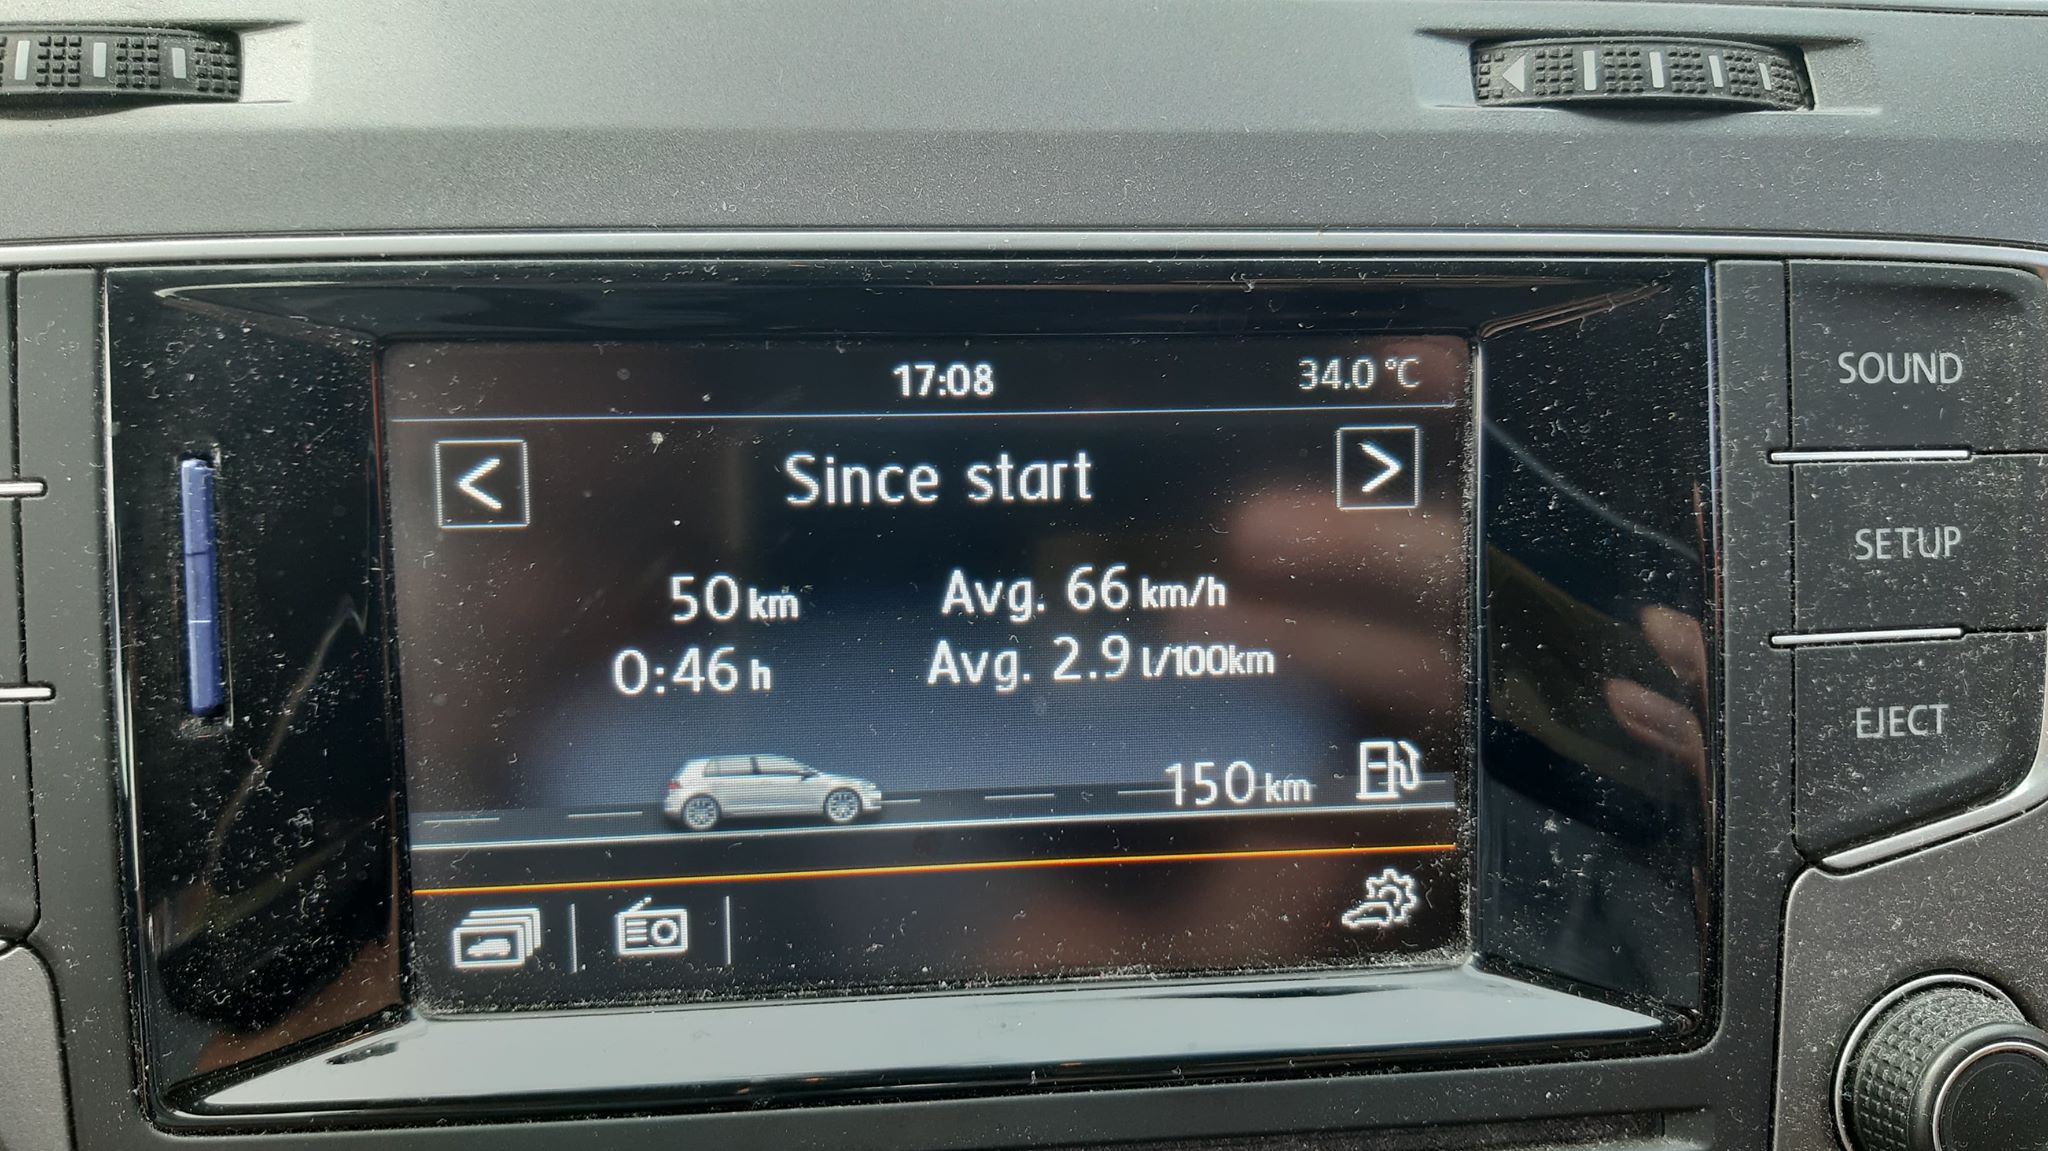 17:08 34.0 °C
< Since start >
50 km Avg. 66 km/h
0:46 h Avg. 2.9 l/100km
150 km
SOUND
SETUP
EJECT